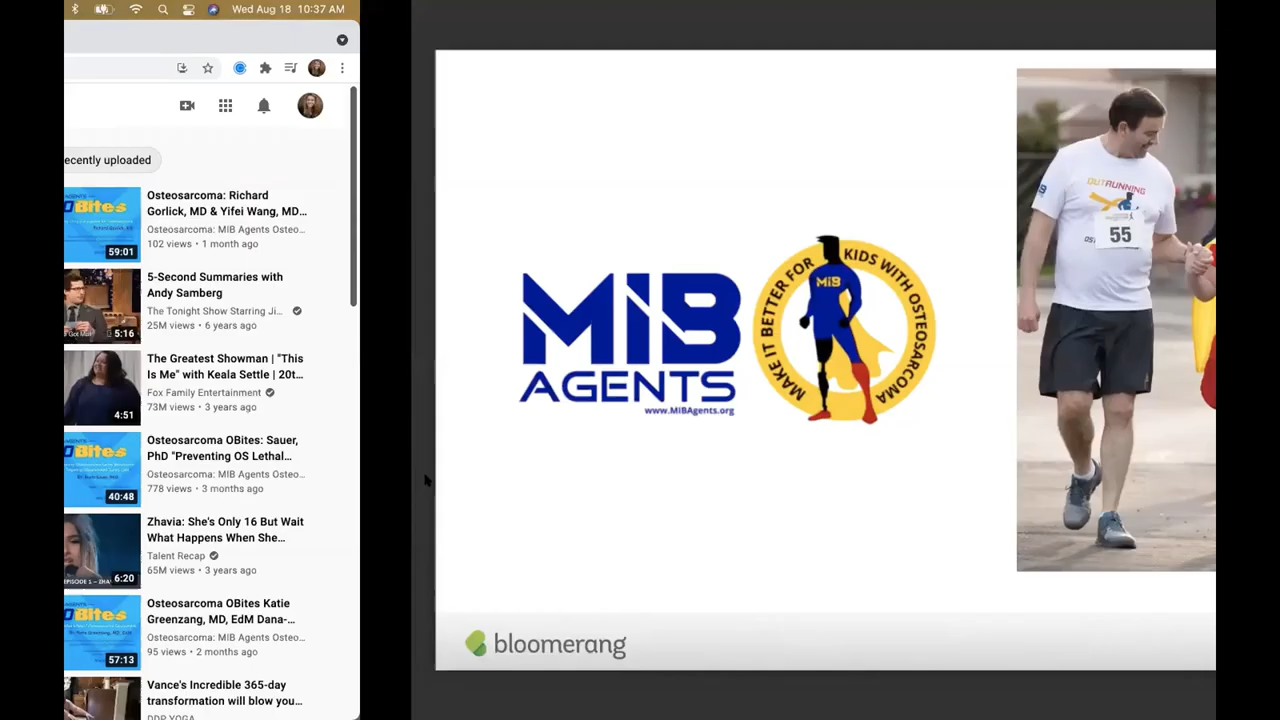 Wed Aug 18 10:37 AM
ecently uploaded
Osteosarcoma: Richard
Gorlick, MD & Yifei Wang, MD...
Osteosarcoma: MIB Agents Osteo...
102 views • 1 month ago
OBites
59:01
5-Second Summaries with
Andy Samberg
The Tonight Show Starring Ji...
25M views • 6 years ago
5:16
The Greatest Showman | "This
Is Me" with Keala Settle | 20t...
Fox Family Entertainment
73M views • 3 years ago
4:51
Osteosarcoma OBites: Sauer,
PhD "Preventing OS Lethal...
Osteosarcoma: MIB Agents Osteo...
778 views • 3 months ago
OBites
40:48
Zhavia: She's Only 16 But Wait
What Happens When She...
Talent Recap
65M views • 3 years ago
6:20
Osteosarcoma OBites Katie
Greenzang, MD, EdM Dana-...
Osteosarcoma: MIB Agents Osteo...
95 views • 2 months ago
OBites
57:13
Vance's Incredible 365-day
transformation will blow you...
DDP YOGA
MiB
AGENTS
www.MIBAgents.org
MAKE IT BETTER FOR KIDS WITH OSTEOSARCOMA
MiB
OUTRUNNING
55
bloomerang